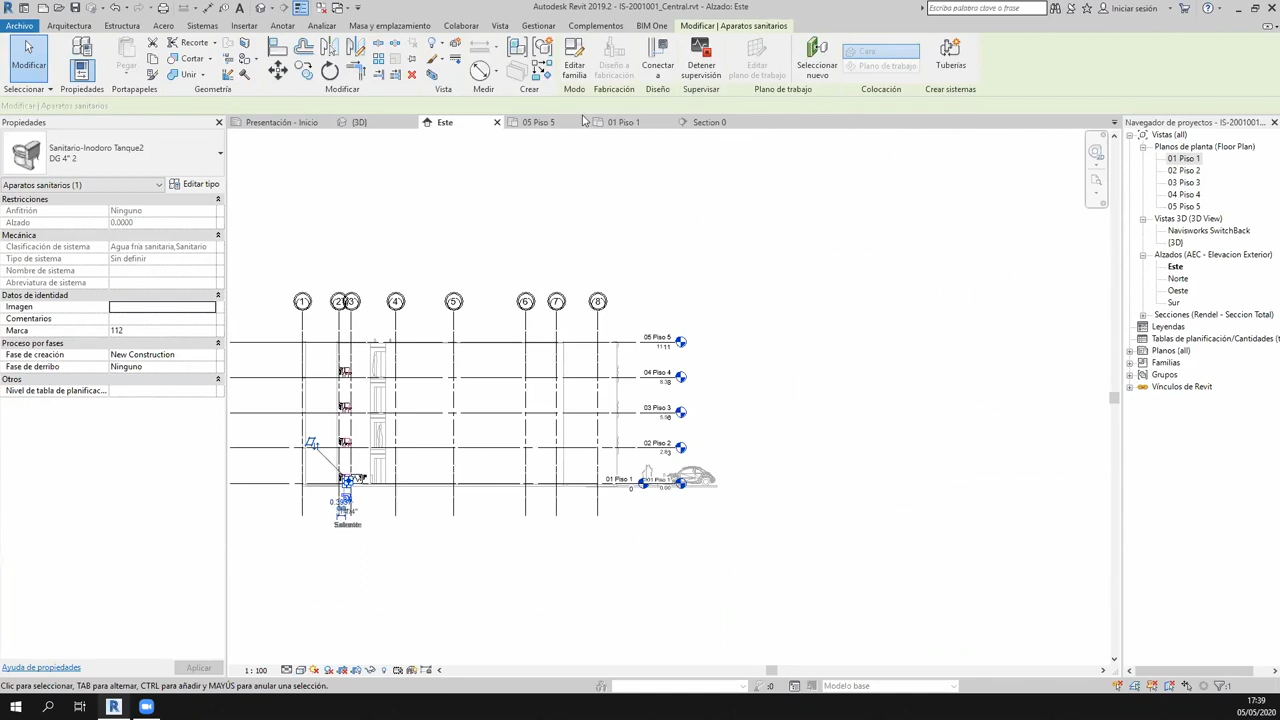 Autodesk Revit 2019.2 - IS-2001001_Central.rvt - Alzado: Este
Escriba palabra clave o frase
Iniciar sesión
Archivo Arquitectura Estructura Acero Sistemas Insertar Anotar Analizar Masa y emplazamiento Colaborar Vista Gestionar Complementos BIM One Modificar | Aparatos sanitarios
Modificar Pegar Recorte Cortar Unir Editar familia Diseño a fabricación Conectar a Detener supervisión Editar plano de trabajo Seleccionar nuevo Cara Plano de trabajo Tuberías
Seleccionar Propiedades Portapapeles Geometría Modificar Vista Medir Crear Modo Fabricación Diseño Supervisar Plano de trabajo Colocación Crear sistemas
Modificar | Aparatos sanitarios
Propiedades
Presentación - Inicio {3D} Este 05 Piso 5 01 Piso 1 Section 0
Navegador de proyectos - IS-2001001...
Sanitario-Inodoro Tanque2
DG 4" 2
Aparatos sanitarios (1) Editar tipo
Restricciones
Anfitrión Ninguno
Alzado 0.0000
Mecánica
Clasificación de sistema Agua fría sanitaria,Sanitario
Tipo de sistema Sin definir
Nombre de sistema
Abreviatura de sistema
Datos de identidad
Imagen
Comentarios
Marca 112
Proceso por fases
Fase de creación New Construction
Fase de derribo Ninguno
Otros
Nivel de tabla de planificac...
Ayuda de propiedades Aplicar
1 2 3 4 5 6 7 8
05 Piso 5
11.11
04 Piso 4
8.38
03 Piso 3
02 Piso 2
01 Piso 1 01 Piso 1
0 0.00
Vistas (all)
Planos de planta (Floor Plan)
01 Piso 1
02 Piso 2
03 Piso 3
04 Piso 4
05 Piso 5
Vistas 3D (3D View)
Navisworks SwitchBack
{3D}
Alzados (AEC - Elevacion Exterior)
Este
Norte
Oeste
Sur
Secciones (Rendel - Seccion Total)
Leyendas
Tablas de planificación/Cantidades (t
Planos (all)
Familias
Grupos
Vínculos de Revit
1 : 100
Clic para seleccionar, TAB para alternar, CTRL para añadir y MAYÚS para anular una selección.
:0 Modelo base :1
17:39
05/05/2020